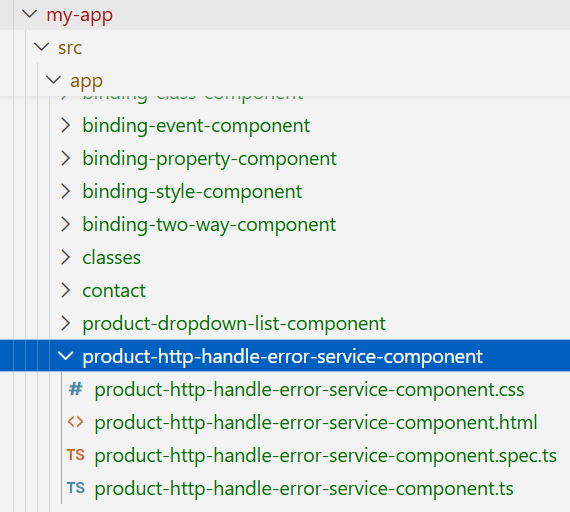 my-app
src
app
binding-class-component
binding-event-component
binding-property-component
binding-style-component
binding-two-way-component
classes
contact
product-dropdown-list-component
product-http-handle-error-service-component
# product-http-handle-error-service-component.css
<> product-http-handle-error-service-component.html
TS product-http-handle-error-service-component.spec.ts
TS product-http-handle-error-service-component.ts